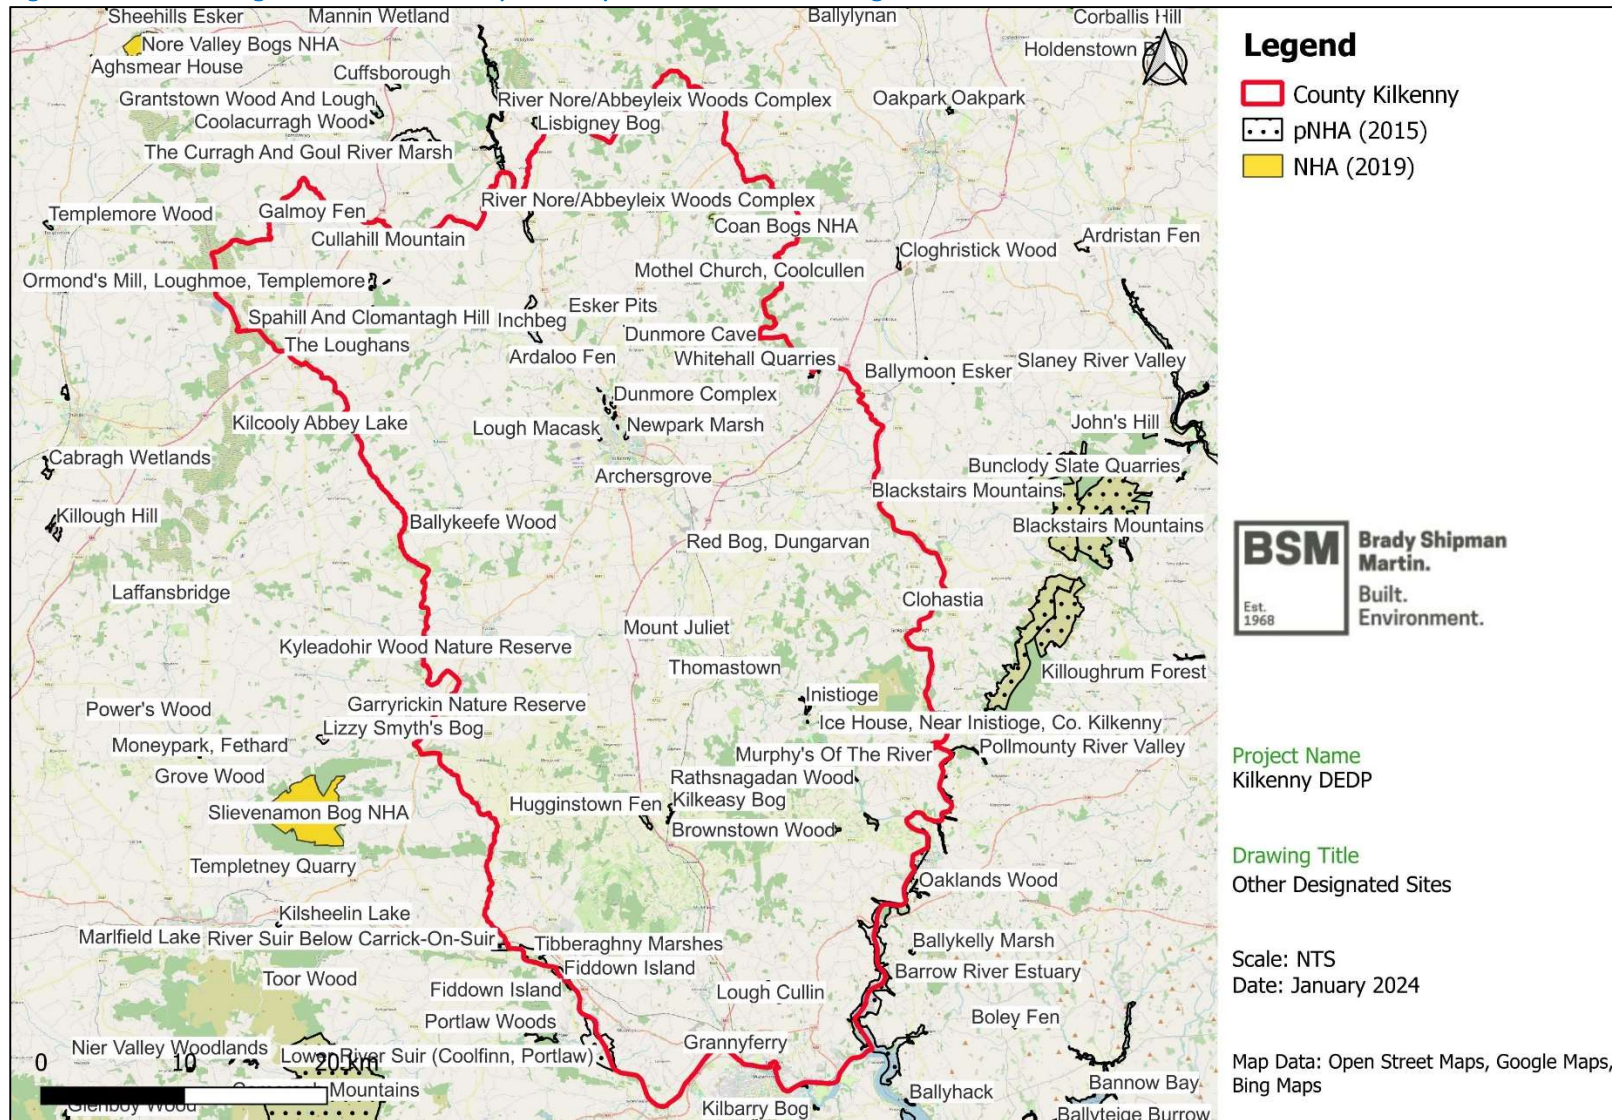 Sheehills Esker
Mannin Wetland
Ballylynan
Corballis Hill
Nore Valley Bogs NHA
Holdenstown
Aghsmear House
Cuffsborough
Grantstown Wood And Lough
River Nore/Abbeyleix Woods Complex
Oakpark Oakpark
Coolacurragh Wood
Lisbigney Bog
The Curragh And Goul River Marsh
Templemore Wood
Galmoy Fen
River Nore/Abbeyleix Woods Complex
Cullahill Mountain
Coan Bogs NHA
Cloghristick Wood
Ardristan Fen
Ormond's Mill, Loughmoe, Templemore
Mothel Church, Coolcullen
Spahill And Clomantagh Hill
Inchbeg
Esker Pits
The Loughans
Dunmore Cave
Ardaloo Fen
Whitehall Quarries
Ballymoon Esker
Slaney River Valley
Dunmore Complex
Kilcooly Abbey Lake
Lough Macask
Newpark Marsh
John's Hill
Cabragh Wetlands
Archersgrove
Bunclody Slate Quarries
Blackstairs Mountains
Killough Hill
Ballykeefe Wood
Red Bog, Dungarvan
Blackstairs Mountains
Laffansbridge
Clohastia
Mount Juliet
Kyleadohir Wood Nature Reserve
Thomastown
Killoughrum Forest
Power's Wood
Garryrickin Nature Reserve
Inistioge
Lizzy Smyth's Bog
Ice House, Near Inistioge, Co. Kilkenny
Moneypark, Fethard
Murphy's Of The River
Pollmounty River Valley
Grove Wood
Rathsnagadan Wood
Slievenamon Bog NHA
Hugginstown Fen
Kilkeasy Bog
Brownstown Wood
Templetney Quarry
Oaklands Wood
Kilsheelin Lake
Marlfield Lake
River Suir Below Carrick-On-Suir
Tibberaghny Marshes
Ballykelly Marsh
Toor Wood
Fiddown Island
Barrow River Estuary
Fiddown Island
Lough Cullin
Portlaw Woods
Boley Fen
Nier Valley Woodlands
Lower River Suir (Coolfinn, Portlaw)
Grannyferry
0 10 20 km
Mountains
Ballyhack
Bannow Bay
Glenboy Wood
Kilbarry Bog
Ballyteige Burrow
Legend
County Kilkenny
pNHA (2015)
NHA (2019)
BSM
Est.
1968
Brady Shipman
Martin.
Built.
Environment.
Project Name
Kilkenny DEDP
Drawing Title
Other Designated Sites
Scale: NTS
Date: January 2024
Map Data: Open Street Maps, Google Maps,
Bing Maps